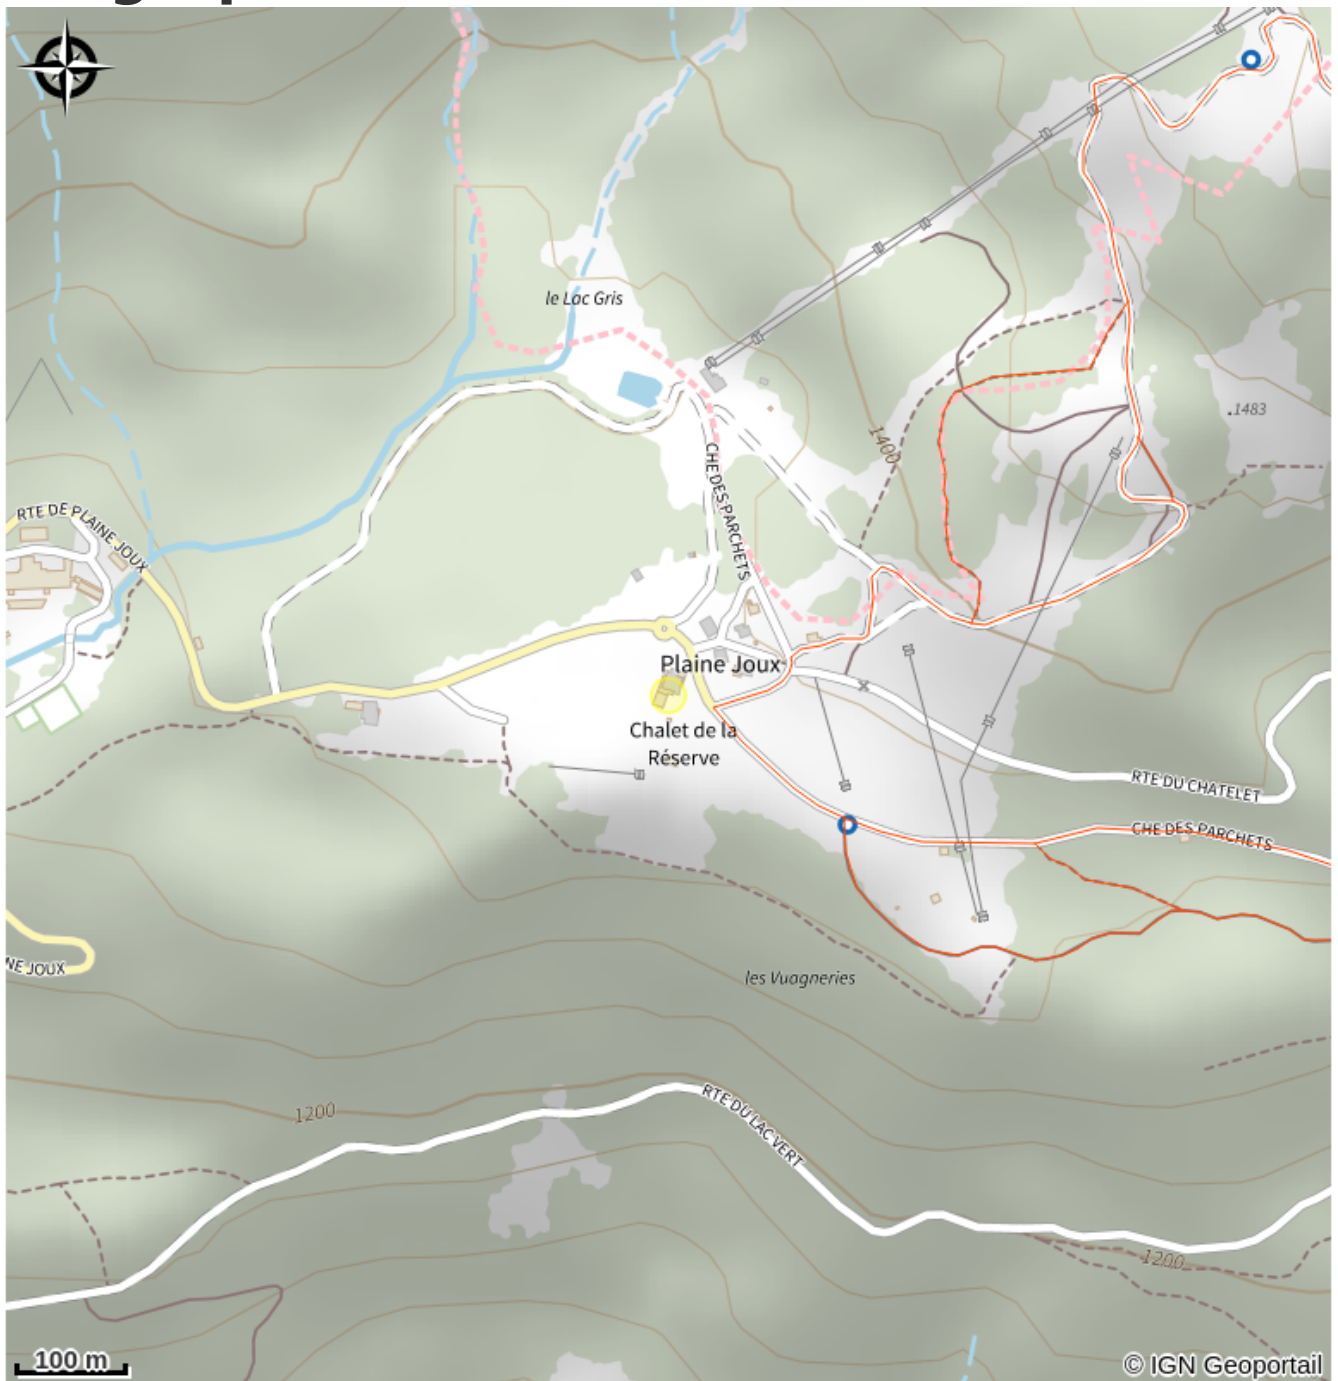 le Lac Gris
.1483
1400
CHE DES PARCHETS
RTE DE PLAINE JOUX
Plaine Joux
Chalet de la
Réserve
RTE DU CHATELET
CHE DES PARCHETS
NE JOUX
les Vuagneries
1200
RTE DU LAC VERT
1200
100 m
© IGN Geoportail